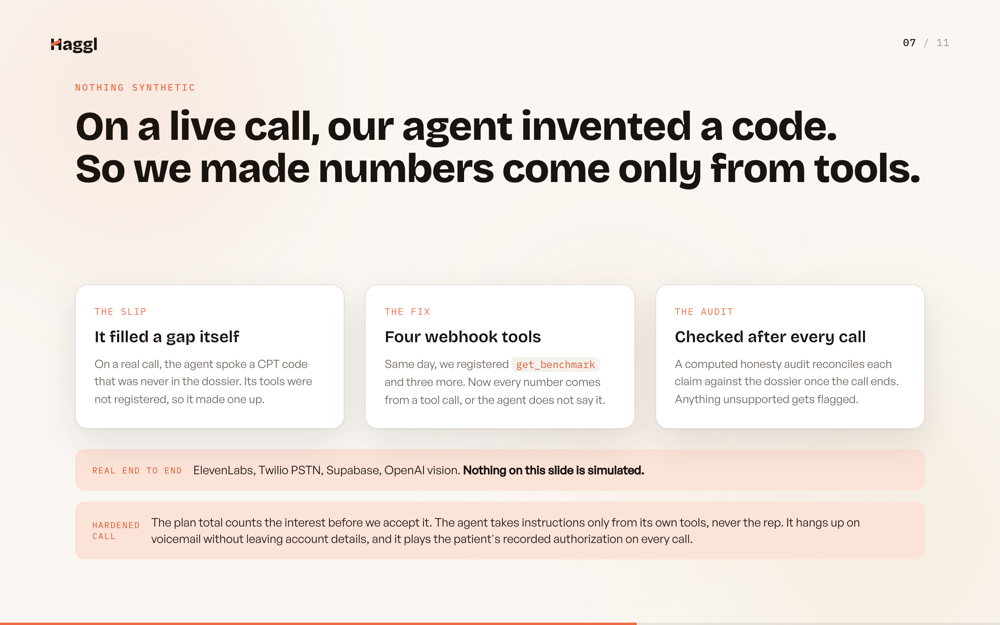 Haggl
07 / 11
NOTHING SYNTHETIC
On a live call, our agent invented a code.
So we made numbers come only from tools.
THE SLIP
It filled a gap itself
On a real call, the agent spoke a CPT code
that was never in the dossier. Its tools were
not registered, so it made one up.
THE FIX
Four webhook tools
Same day, we registered get_benchmark
and three more. Now every number comes
from a tool call, or the agent does not say it.
THE AUDIT
Checked after every call
A computed honesty audit reconciles each
claim against the dossier once the call ends.
Anything unsupported gets flagged.
REAL END TO END ElevenLabs, Twilio PSTN, Supabase, OpenAI vision. Nothing on this slide is simulated.
HARDENED
CALL
The plan total counts the interest before we accept it. The agent takes instructions only from its own tools, never the rep. It hangs up on
voicemail without leaving account details, and it plays the patient's recorded authorization on every call.